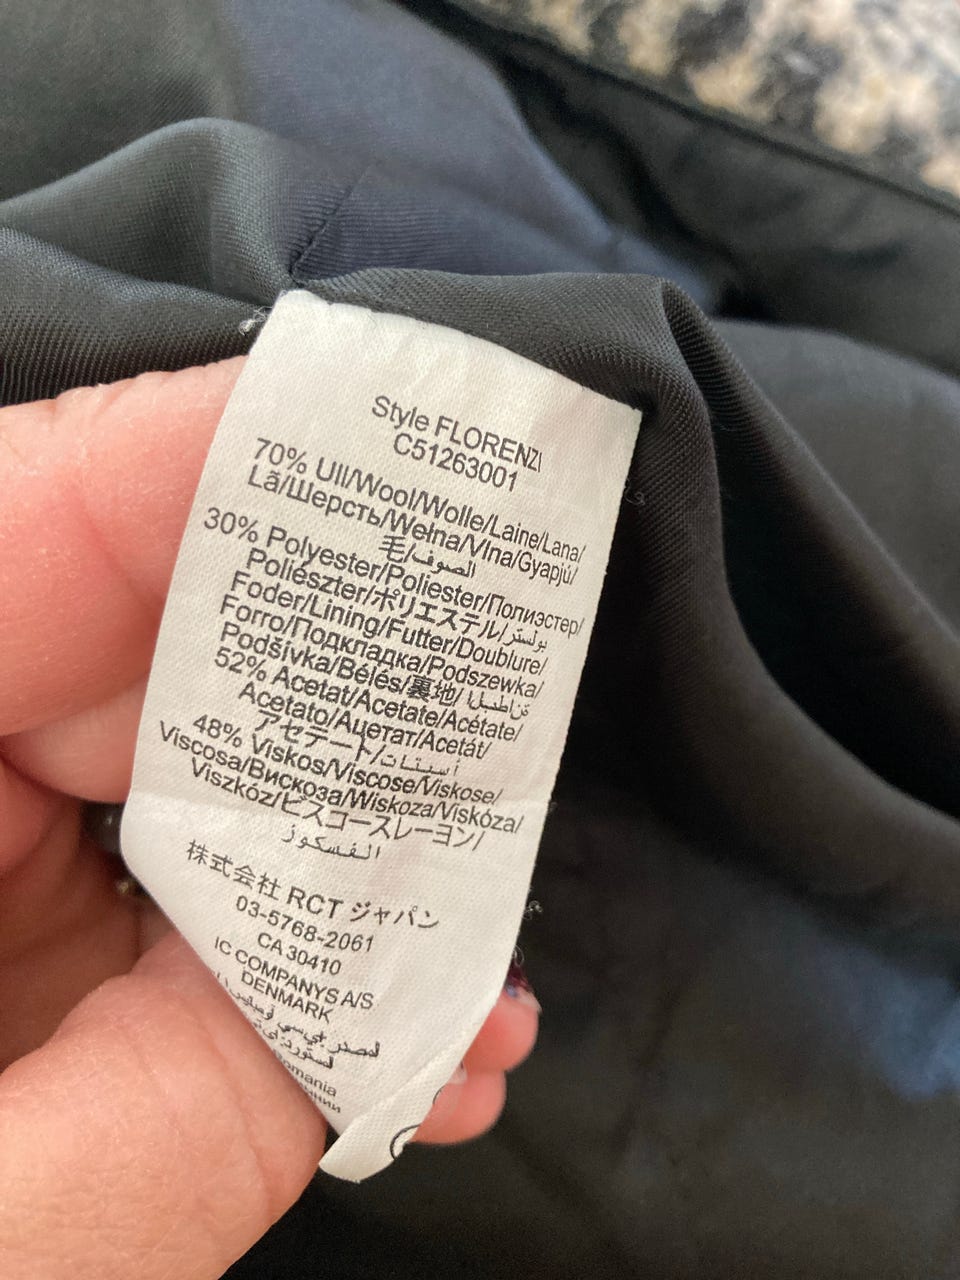 Style FLORENZI
C51263001
70% Ull/Wool/Wolle/Laine/Lana/
Lã/Шерсть/Wełna/Vlna/Gyapjú/
毛/الصوف
30% Polyester/Poliester/Полиэстер/
Poliészter/ポリエステル/بولستر
Foder/Lining/Futter/Doublure/
Forro/Подкладка/Podszewka/
Podšívka/Bélés/裏地/
52% Acetat/Acetate/Acétate/
Acetato/Ацетат/Acetát/
アセテート/أسيتات
48% Viskos/Viscose/Viskose/
Viscosa/Вискоза/Wiskoza/Viskóza/
Viszkóz/ビスコースレーヨン/
الفسكوز
株式会社 RCT ジャパン
03-5768-2061
CA 30410
IC COMPANYS A/S
DENMARK